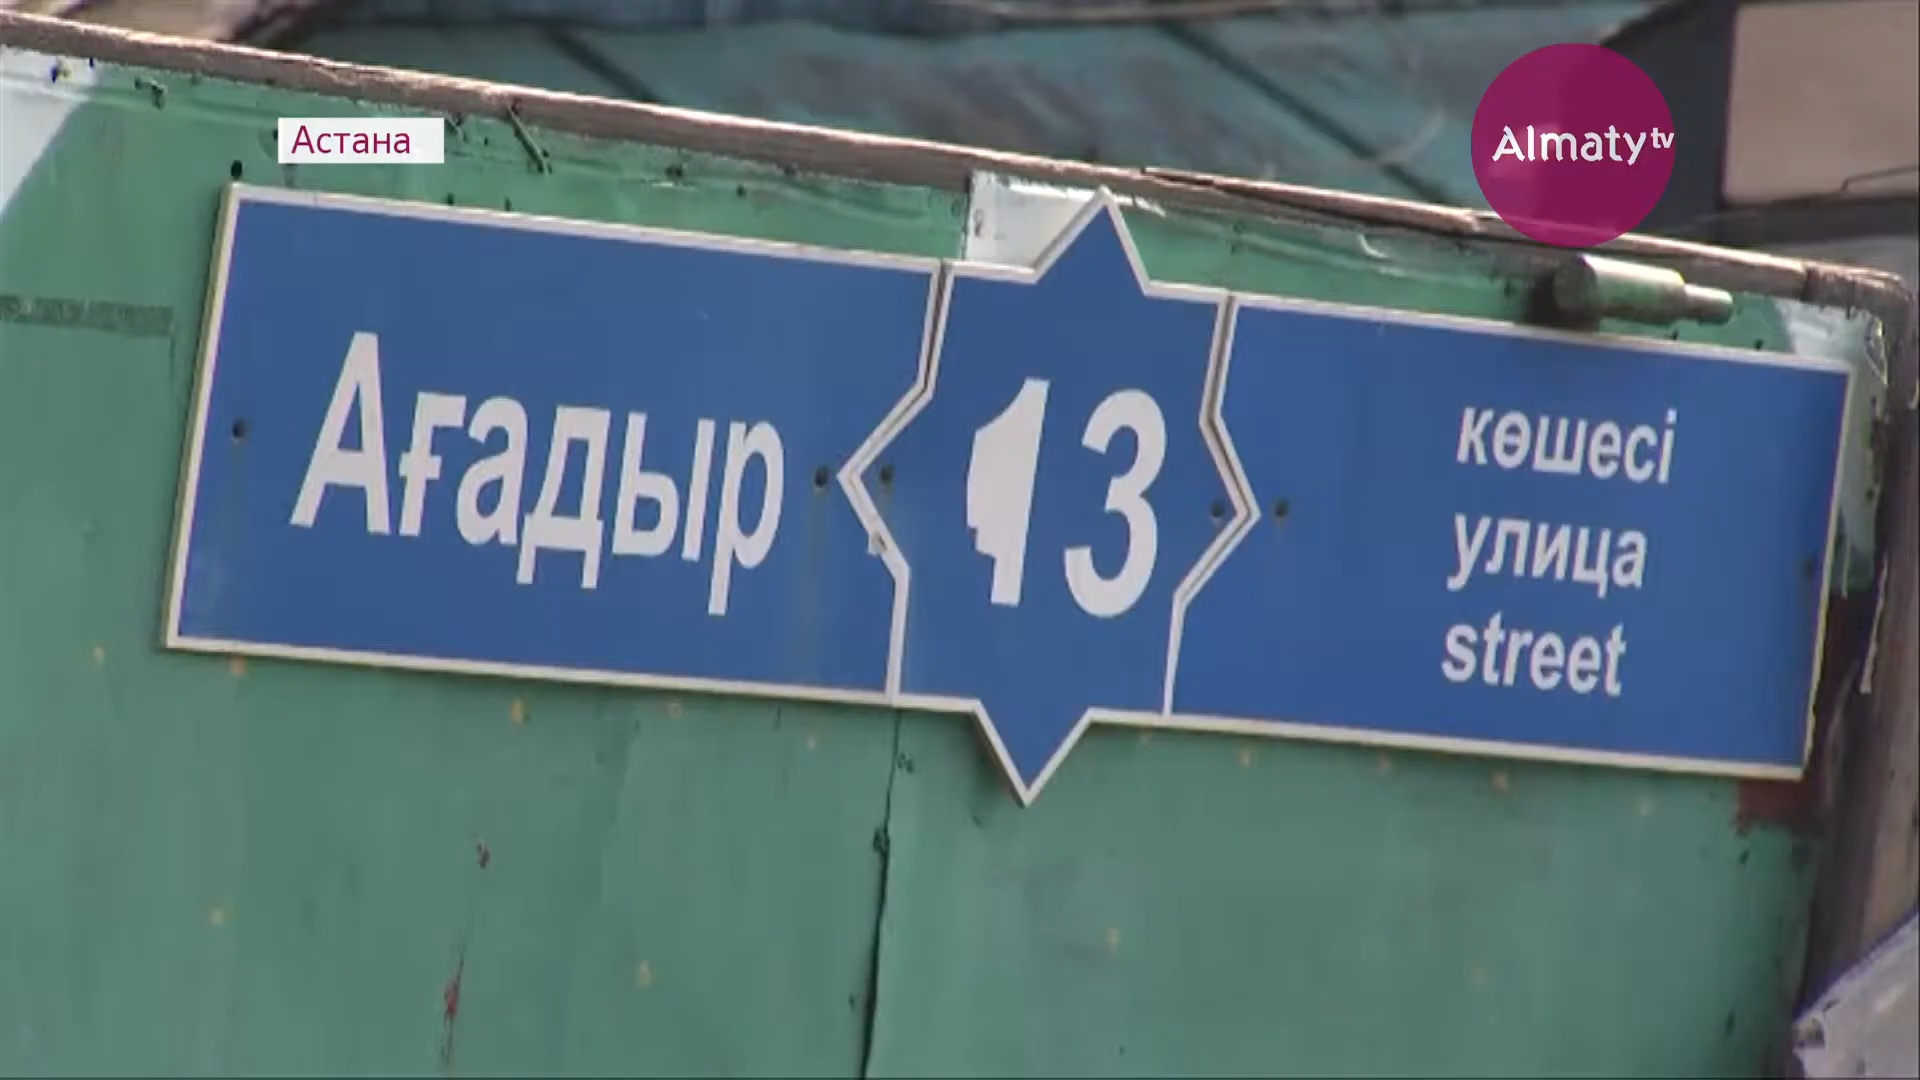 Астана
Almaty tv
Ағадыр
13
көшесі
улица
street